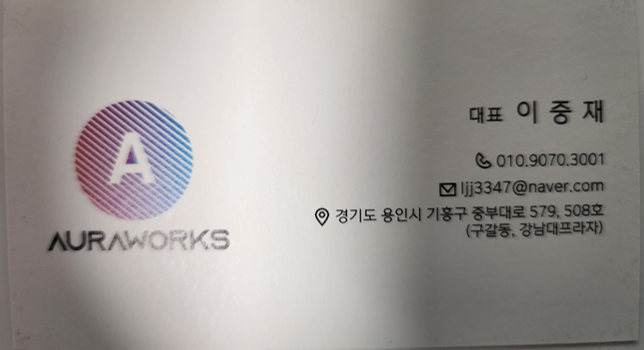 A
AURAWORKS
대표 이중재
010.9070.3001
ljj3347@naver.com
경기도 용인시 기흥구 중부대로 579, 508호
(구갈동, 강남대프라자)